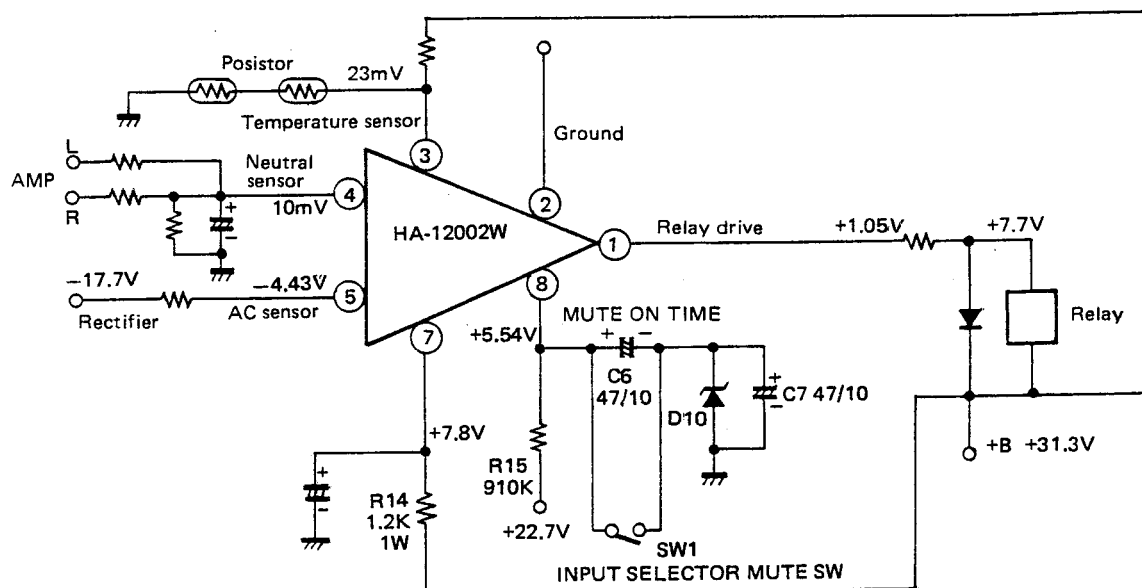 Posistor
23mV
Temperature sensor
Ground
L
AMP
R
Neutral
sensor
10mV
3
4
2
HA-12002W
1
Relay drive
+1.05V
+7.7V
−17.7V
−4.43V
5
8
Rectifier
AC sensor
7
MUTE ON TIME
Relay
+5.54V
+
−
C6
47/10
D10
+
−
C7 47/10
+7.8V
+
−
R14
1.2K
1W
R15
910K
+22.7V
+B +31.3V
SW1
INPUT SELECTOR MUTE SW
+
−